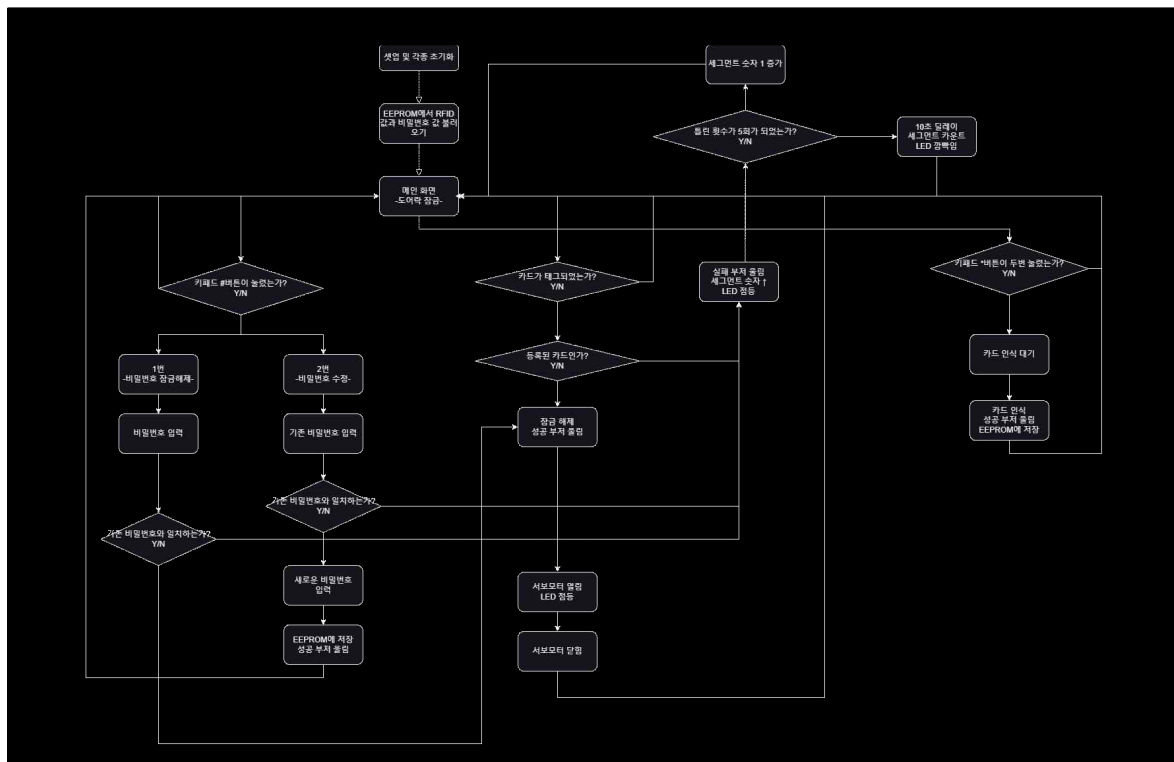 셋업 및 각종 초기화
EEPROM에서 RFID
값과 비밀번호 값 불러
오기
메인 화면
-도어락 잠금-
세그먼트 숫자 1 증가
틀린 횟수가 5회가 되었는가?
Y/N
10초 딜레이
세그먼트 카운트
LED 깜빡임
키패드 #버튼이 눌렸는가?
Y/N
카드가 태그되었는가?
Y/N
실패 부저 울림
세그먼트 숫자 ↑
LED 점등
키패드 *버튼이 두번 눌렸는가?
Y/N
1번
-비밀번호 잠금해제-
2번
-비밀번호 수정-
등록된 카드인가?
Y/N
카드 인식 대기
비밀번호 입력
기존 비밀번호 입력
잠금 해제
성공 부저 울림
카드 인식
성공 부저 울림
EEPROM에 저장
기존 비밀번호와 일치하는가?
Y/N
기존 비밀번호와 일치하는가?
Y/N
새로운 비밀번호
입력
서보모터 열림
LED 점등
EEPROM에 저장
성공 부저 울림
서보모터 닫힘